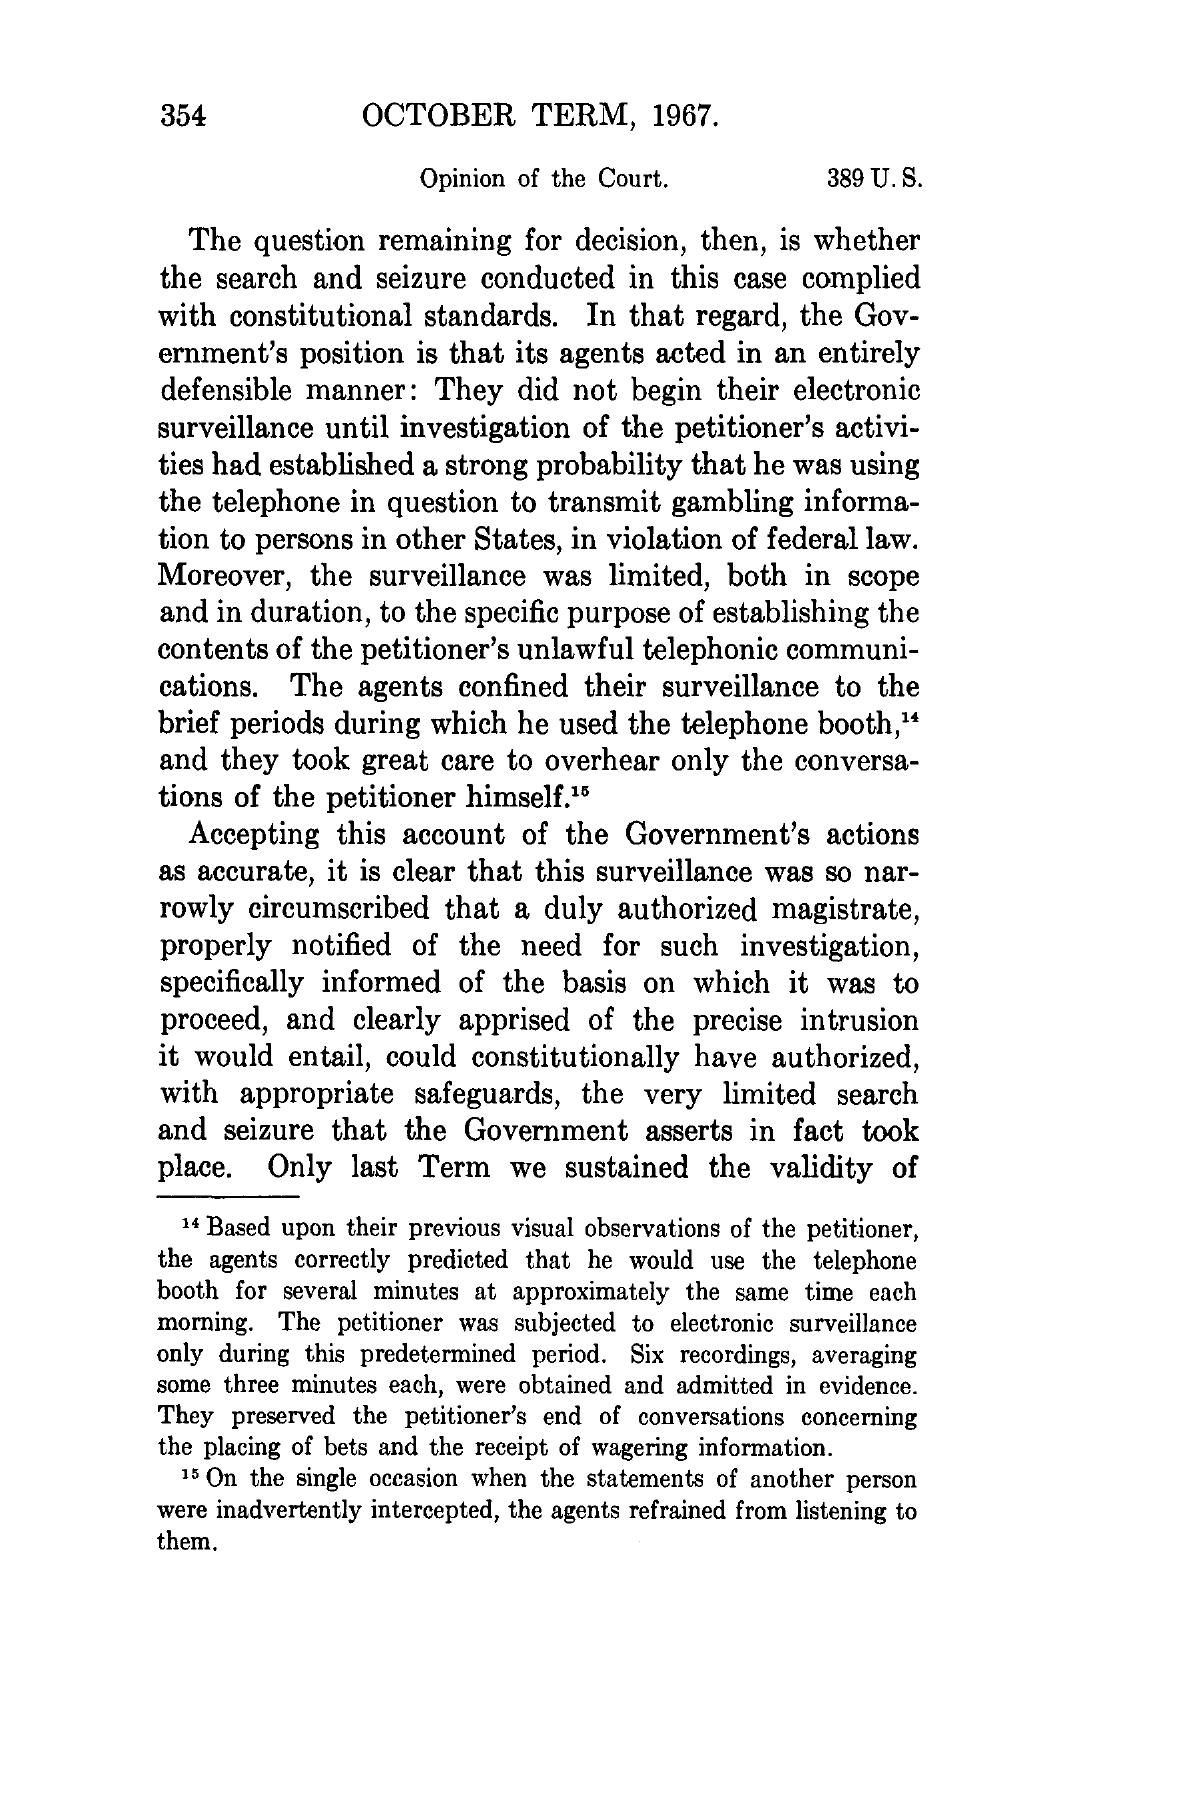 354 OCTOBER TERM, 1967.
Opinion of the Court. 389 U. S.
The question remaining for decision, then, is whether
the search and seizure conducted in this case complied
with constitutional standards. In that regard, the Gov-
ernment's position is that its agents acted in an entirely
defensible manner: They did not begin their electronic
surveillance until investigation of the petitioner's activi-
ties had established a strong probability that he was using
the telephone in question to transmit gambling informa-
tion to persons in other States, in violation of federal law.
Moreover, the surveillance was limited, both in scope
and in duration, to the specific purpose of establishing the
contents of the petitioner's unlawful telephonic communi-
cations. The agents confined their surveillance to the
brief periods during which he used the telephone booth,¹⁴
and they took great care to overhear only the conversa-
tions of the petitioner himself.¹⁵
Accepting this account of the Government's actions
as accurate, it is clear that this surveillance was so nar-
rowly circumscribed that a duly authorized magistrate,
properly notified of the need for such investigation,
specifically informed of the basis on which it was to
proceed, and clearly apprised of the precise intrusion
it would entail, could constitutionally have authorized,
with appropriate safeguards, the very limited search
and seizure that the Government asserts in fact took
place. Only last Term we sustained the validity of
¹⁴ Based upon their previous visual observations of the petitioner,
the agents correctly predicted that he would use the telephone
booth for several minutes at approximately the same time each
morning. The petitioner was subjected to electronic surveillance
only during this predetermined period. Six recordings, averaging
some three minutes each, were obtained and admitted in evidence.
They preserved the petitioner's end of conversations concerning
the placing of bets and the receipt of wagering information.
¹⁵ On the single occasion when the statements of another person
were inadvertently intercepted, the agents refrained from listening to
them.